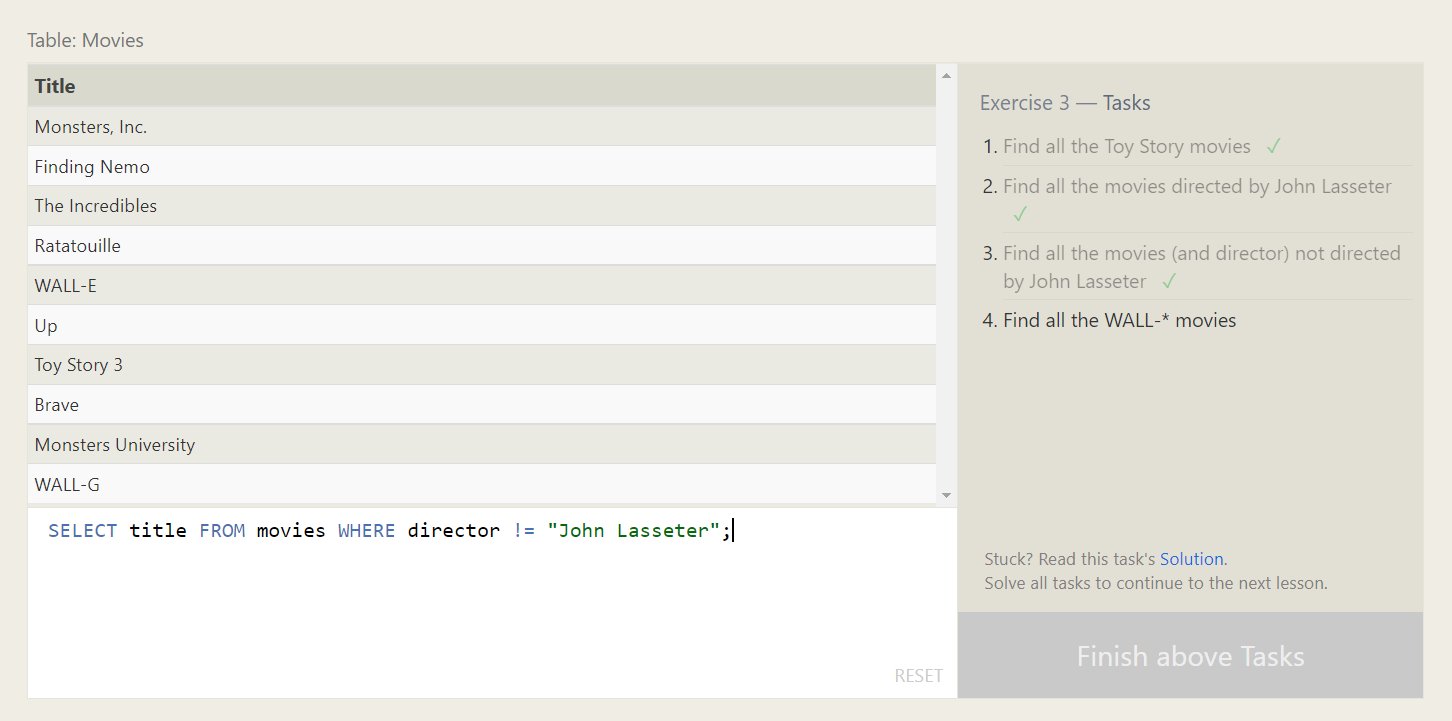 Table: Movies
Title
Monsters, Inc.
Finding Nemo
The Incredibles
Ratatouille
WALL-E
Up
Toy Story 3
Brave
Monsters University
WALL-G
SELECT title FROM movies WHERE director != "John Lasseter";
RESET
Exercise 3 — Tasks
1. Find all the Toy Story movies ✓
2. Find all the movies directed by John Lasseter
✓
3. Find all the movies (and director) not directed
by John Lasseter ✓
4. Find all the WALL-* movies
Stuck? Read this task's Solution.
Solve all tasks to continue to the next lesson.
Finish above Tasks